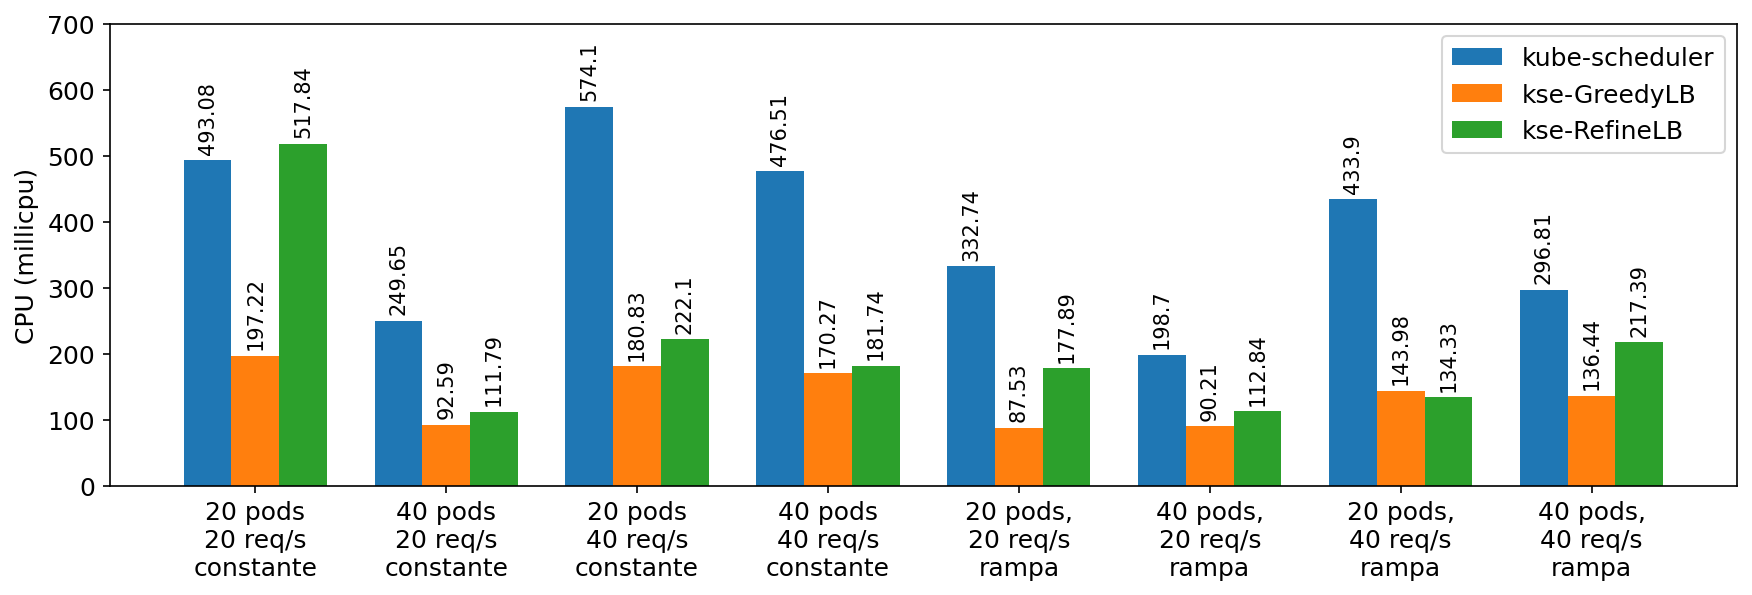 CPU (millicpu)
700
600
500
400
300
200
100
0
kube-scheduler
kse-GreedyLB
kse-RefineLB
493.08
197.22
517.84
249.65
92.59
111.79
574.1
180.83
222.1
476.51
170.27
181.74
332.74
87.53
177.89
198.7
90.21
112.84
433.9
143.98
134.33
296.81
136.44
217.39
20 pods
20 req/s
constante
40 pods
20 req/s
constante
20 pods
40 req/s
constante
40 pods
40 req/s
constante
20 pods,
20 req/s
rampa
40 pods,
20 req/s
rampa
20 pods,
40 req/s
rampa
40 pods,
40 req/s
rampa